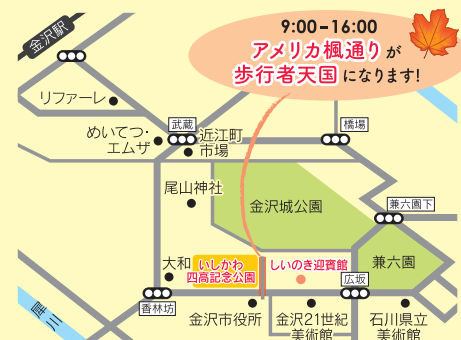 9:00-16:00
アメリカ楓通りが
歩行者天国になります!
金沢駅
リファーレ
めいてつ・
エムザ
武蔵
近江町
市場
橋場
尾山神社
金沢城公園
兼六園下
兼六園
大和
いしかわ
四高記念公園
しいのき迎賓館
広坂
香林坊
犀川
金沢市役所
金沢21世紀
美術館
石川県立
美術館